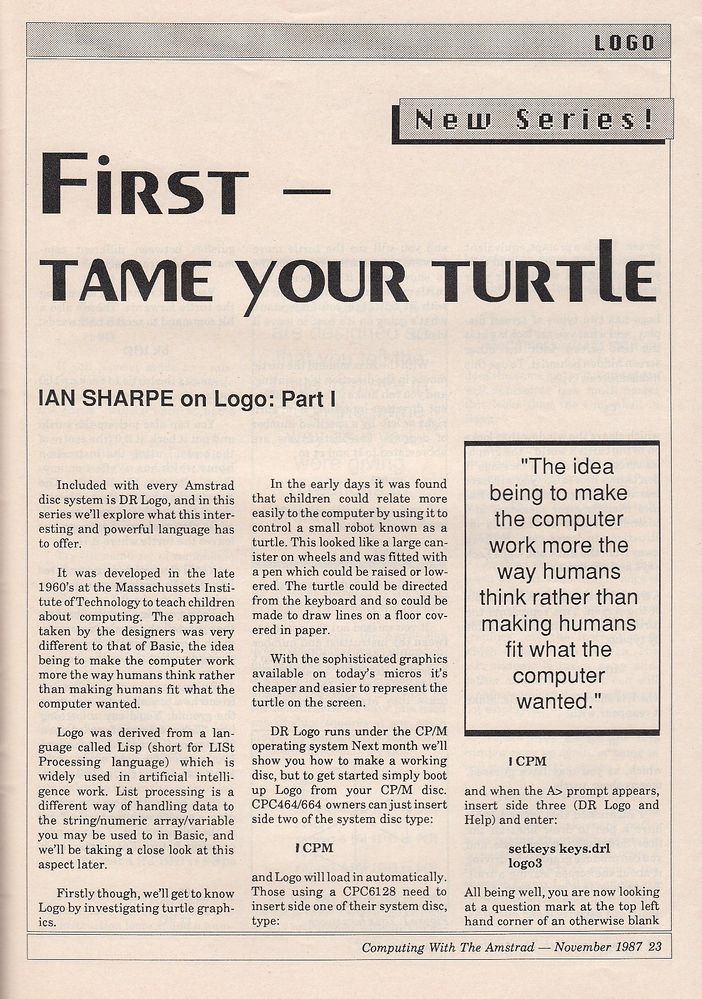 LOGO
New Series!
FiRST –
TAME YOUR TURTLE
IAN SHARPE on Logo: Part I
Included with every Amstrad
disc system is DR Logo, and in this
series we'll explore what this inter-
esting and powerful language has
to offer.
It was developed in the late
1960's at the Massachussets Insti-
tute of Technology to teach children
about computing. The approach
taken by the designers was very
different to that of Basic, the idea
being to make the computer work
more the way humans think rather
than making humans fit what the
computer wanted.
Logo was derived from a lan-
guage called Lisp (short for LISt
Processing language) which is
widely used in artificial intelli-
gence work. List processing is a
different way of handling data to
the string/numeric array/variable
you may be used to in Basic, and
we'll be taking a close look at this
aspect later.
Firstly though, we'll get to know
Logo by investigating turtle graph-
ics.
In the early days it was found
that children could relate more
easily to the computer by using it to
control a small robot known as a
turtle. This looked like a large can-
ister on wheels and was fitted with
a pen which could be raised or low-
ered. The turtle could be directed
from the keyboard and so could be
made to draw lines on a floor cov-
ered in paper.
With the sophisticated graphics
available on today's micros it's
cheaper and easier to represent the
turtle on the screen.
DR Logo runs under the CP/M
operating system Next month we'll
show you how to make a working
disc, but to get started simply boot
up Logo from your CP/M disc.
CPC464/664 owners can just insert
side two of the system disc type:
|CPM
and Logo will load in automatically.
Those using a CPC6128 need to
insert side one of their system disc,
type:
"The idea
being to make
the computer
work more the
way humans
think rather than
making humans
fit what the
computer
wanted."
|CPM
and when the A> prompt appears,
insert side three (DR Logo and
Help) and enter:
setkeys keys.drl
logo3
All being well, you are now looking
at a question mark at the top left
hand corner of an otherwise blank
Computing With The Amstrad — November 1987 23